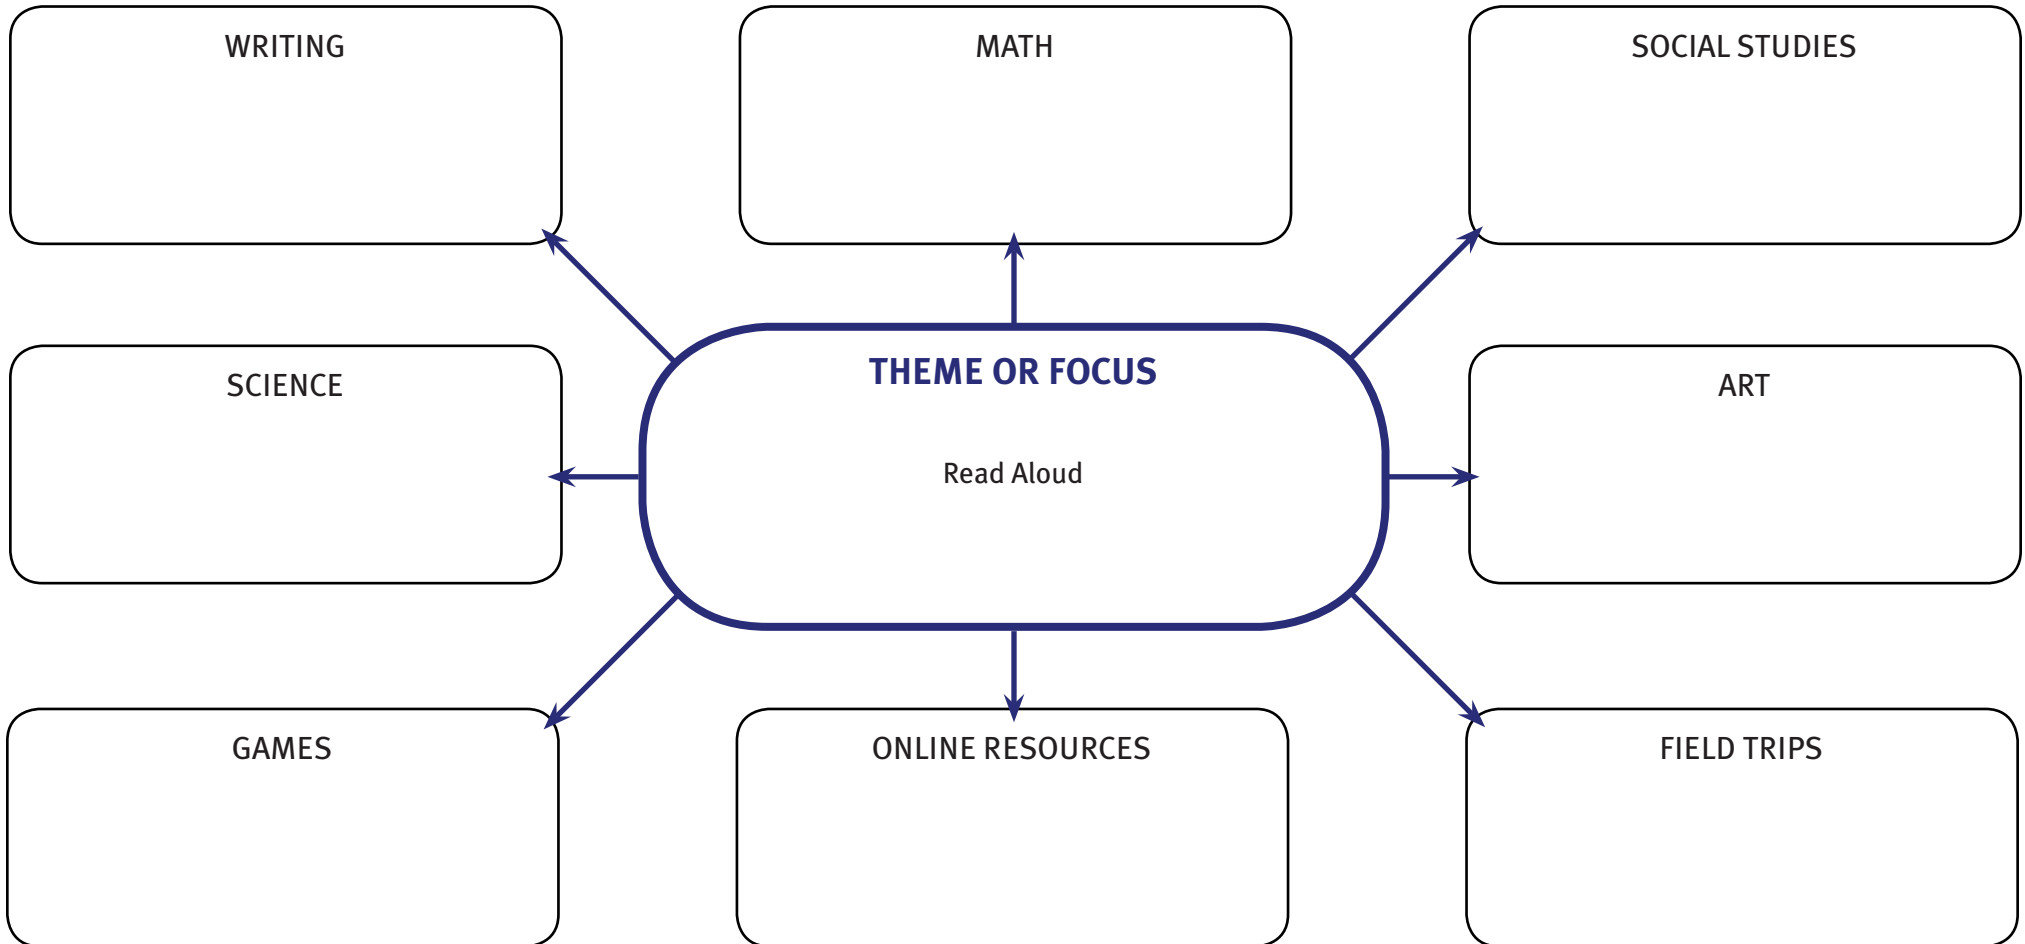 WRITING
MATH
SOCIAL STUDIES
SCIENCE
THEME OR FOCUS
Read Aloud
ART
GAMES
ONLINE RESOURCES
FIELD TRIPS